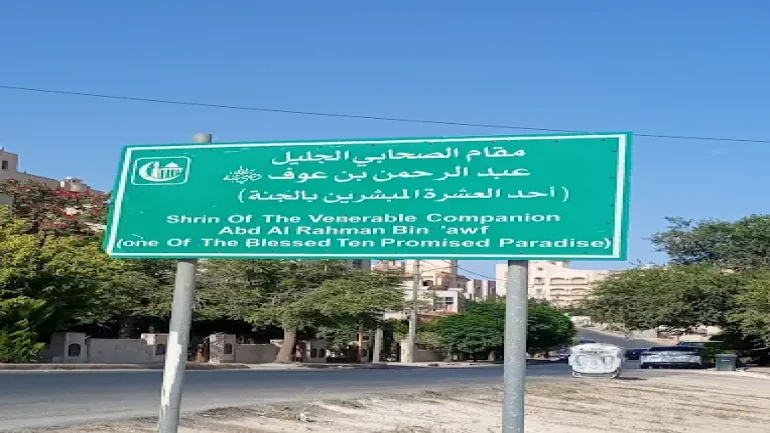 مقام الصحابي الجليل
عبد الرحمن بن عوف
(أحد العشرة المبشرين بالجنة)
Shrin Of The Venerable Companion
Abd Al Rahman Bin 'awf
(one Of The Blessed Ten Promised Paradise)